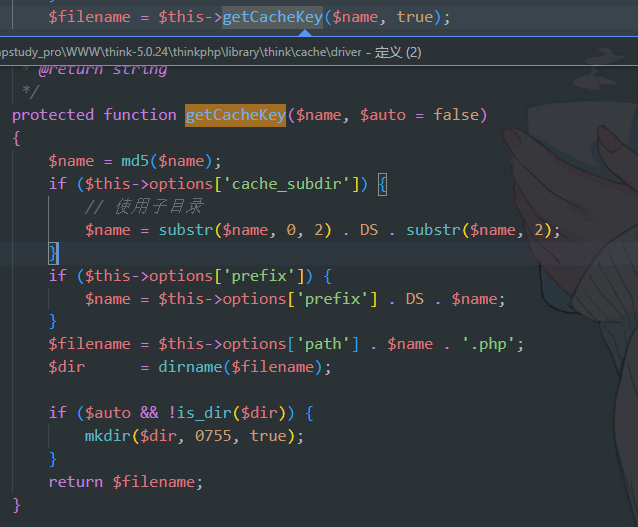 $filename = $this->getCacheKey($name, true);
pstudy_pro\WWW\think-5.0.24\thinkphp\library\think\cache\driver - 定义 (2)
* @return string
*/
protected function getCacheKey($name, $auto = false)
{
$name = md5($name);
if ($this->options['cache_subdir']) {
// 使用子目录
$name = substr($name, 0, 2) . DS . substr($name, 2);
}
if ($this->options['prefix']) {
$name = $this->options['prefix'] . DS . $name;
}
$filename = $this->options['path'] . $name . '.php';
$dir      = dirname($filename);
if ($auto && !is_dir($dir)) {
mkdir($dir, 0755, true);
}
return $filename;
}